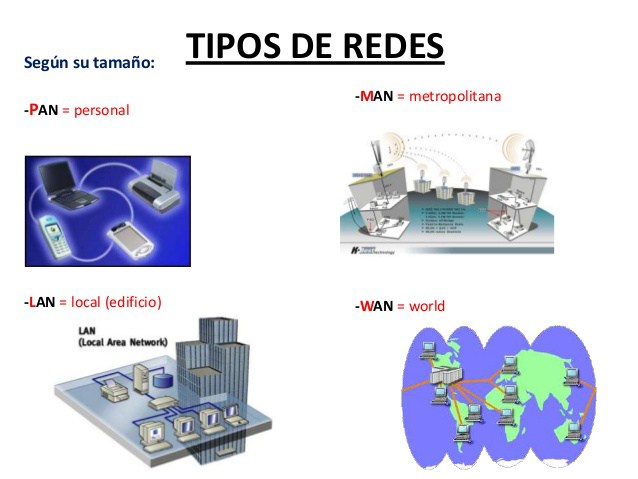 TIPOS DE REDES
Según su tamaño:
-PAN = personal
-MAN = metropolitana
-LAN = local (edificio)
LAN
(Local Area Network)
-WAN = world